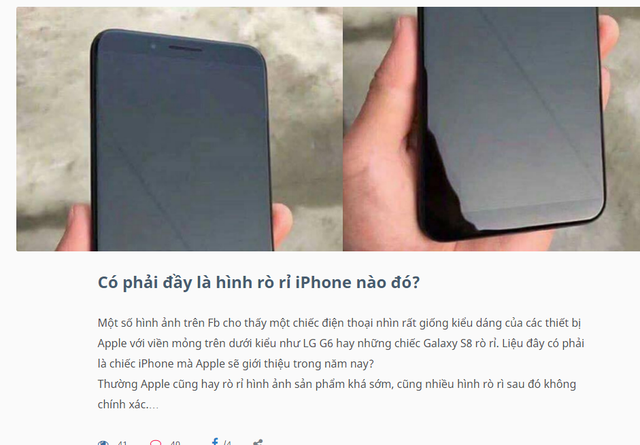 Có phải đầy là hình rò rỉ iPhone nào đó?
Một số hình ảnh trên Fb cho thấy một chiếc điện thoại nhìn rất giống kiểu dáng của các thiết bị
Apple với viền mỏng trên dưới kiểu như LG G6 hay những chiếc Galaxy S8 rò rỉ. Liệu đây có phải
là chiếc iPhone mà Apple sẽ giới thiệu trong năm nay?
Thường Apple cũng hay rò rỉ hình ảnh sản phẩm khá sớm, cũng nhiều hình rò rì sau đó không
chính xác....